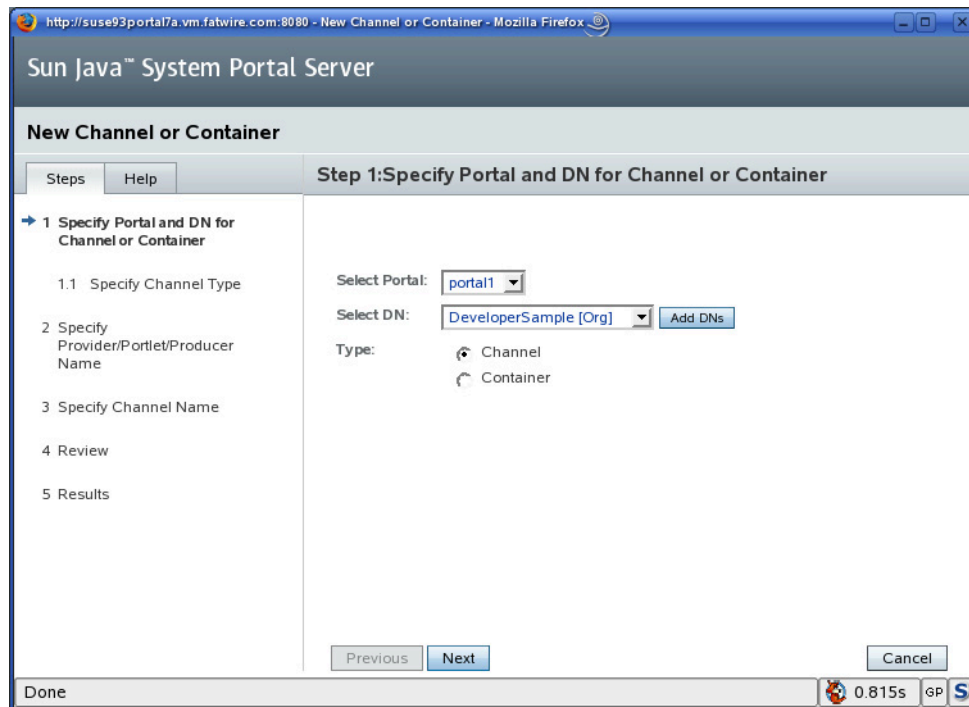 http://suse93portal7a.vm.fatwire.com:8080 - New Channel or Container - Mozilla Firefox
Sun Java™ System Portal Server
New Channel or Container
Steps
Help
1 Specify Portal and DN for
Channel or Container
1.1 Specify Channel Type
2 Specify
Provider/Portlet/Producer
Name
3 Specify Channel Name
4 Review
5 Results
Step 1:Specify Portal and DN for Channel or Container
Select Portal: portal1
Select DN: DeveloperSample [Org] Add DNs
Type: Channel
Container
Previous Next Cancel
Done 0.815s GP S